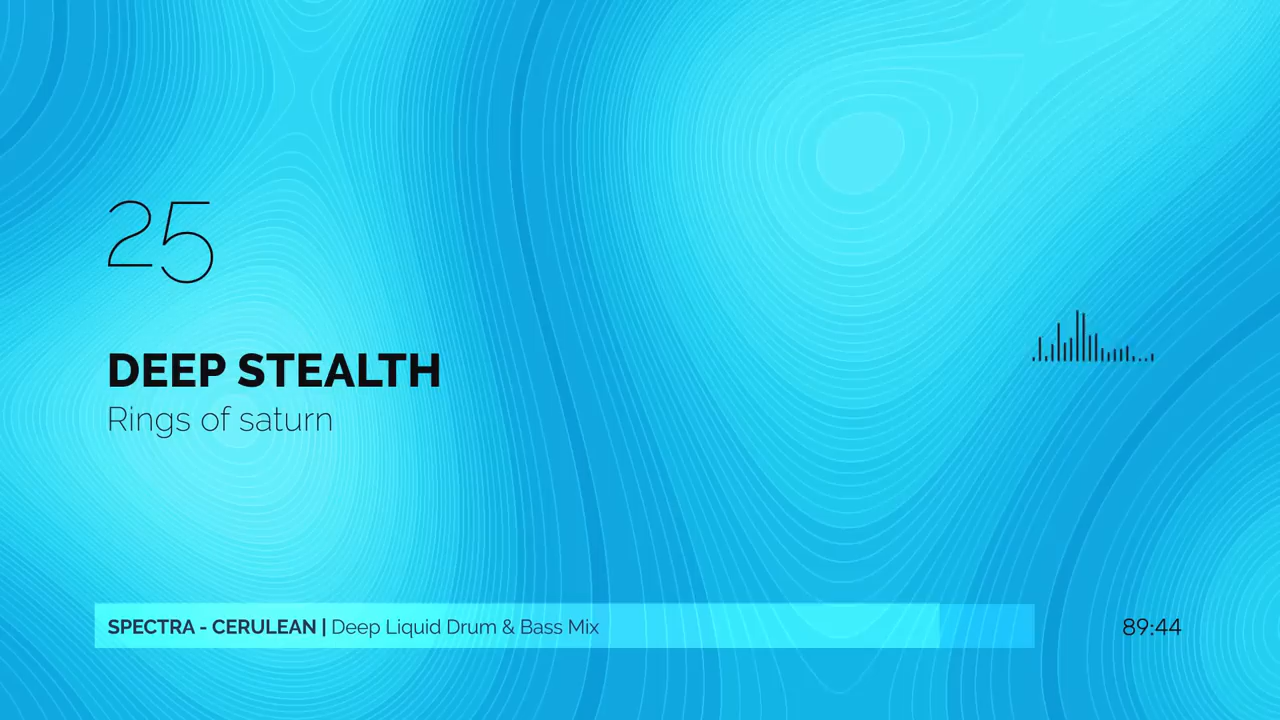 25
DEEP STEALTH
Rings of saturn
SPECTRA - CERULEAN | Deep Liquid Drum & Bass Mix
89:44